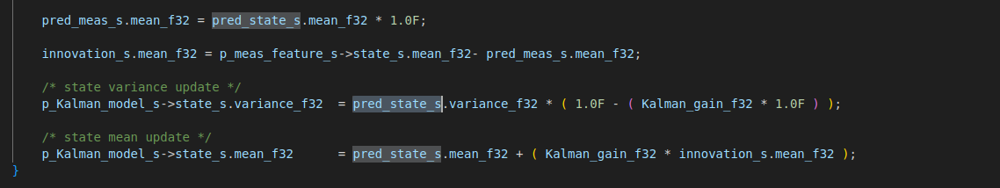 pred_meas_s.mean_f32 = pred_state_s.mean_f32 * 1.0F;
innovation_s.mean_f32 = p_meas_feature_s->state_s.mean_f32- pred_meas_s.mean_f32;
/* state variance update */
p_Kalman_model_s->state_s.variance_f32  = pred_state_s.variance_f32 * ( 1.0F - ( Kalman_gain_f32 * 1.0F ) );
/* state mean update */
p_Kalman_model_s->state_s.mean_f32      = pred_state_s.mean_f32 + ( Kalman_gain_f32 * innovation_s.mean_f32 );
}